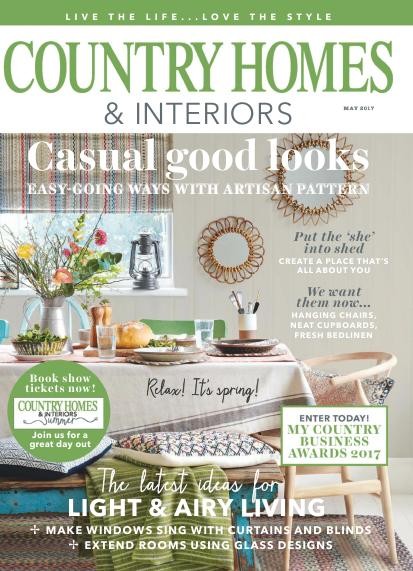 LIVE THE LIFE...LOVE THE STYLE
COUNTRY HOMES
& INTERIORS
MAY 2017
Casual good looks
EASY-GOING WAYS WITH ARTISAN PATTERN
Put the 'she'
into shed
CREATE A PLACE THAT'S
ALL ABOUT YOU
We want
them now...
HANGING CHAIRS,
NEAT CUPBOARDS,
FRESH BEDLINEN
Relax! It's spring!
Book show
tickets now!
COUNTRY HOMES
& INTERIORS
Summer
Join us for a
great day out
ENTER TODAY!
MY COUNTRY
BUSINESS
AWARDS 2017
The latest ideas for
LIGHT & AIRY LIVING
+ MAKE WINDOWS SING WITH CURTAINS AND BLINDS
+ EXTEND ROOMS USING GLASS DESIGNS